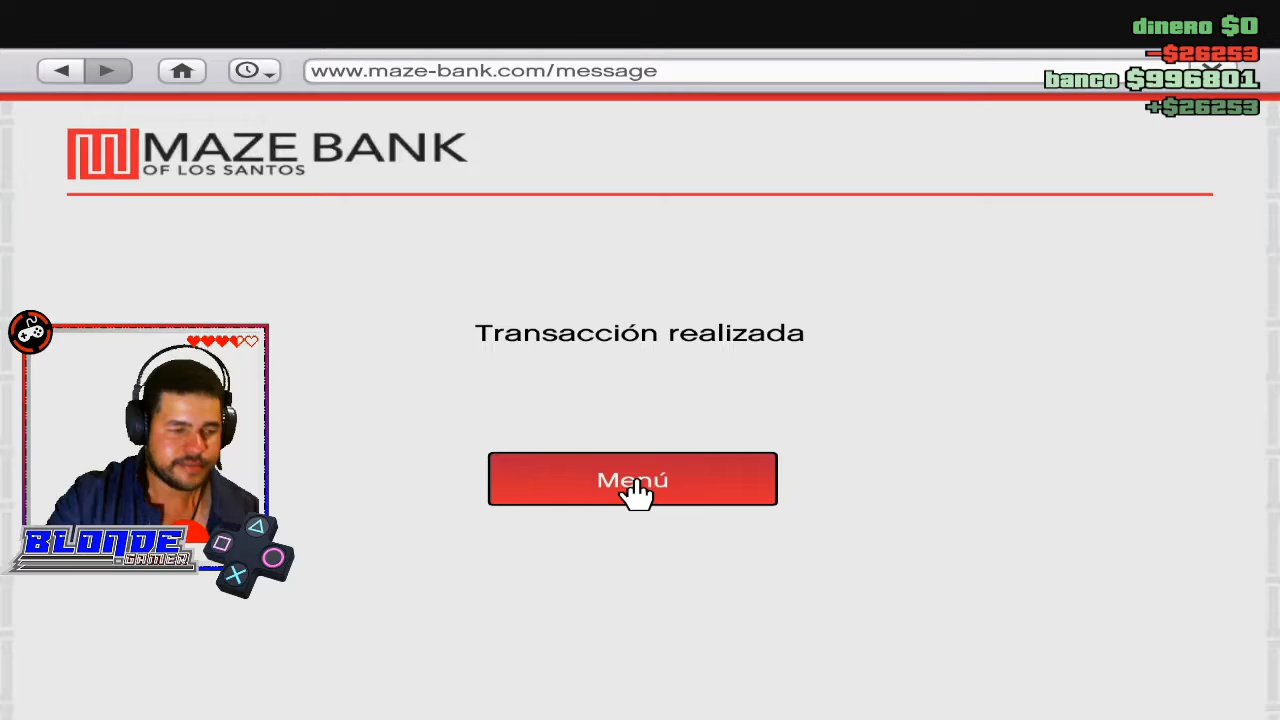 dinero $0
-$26253
www.maze-bank.com/message
banco $996801
+$26253
MAZE BANK
OF LOS SANTOS
Transacción realizada
Menú
BLONDE
GAMER